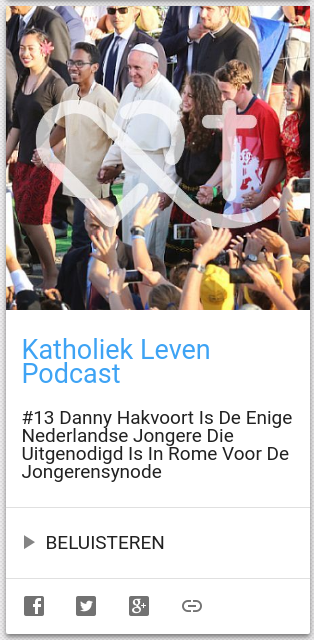 Katholiek Leven
Podcast
#13 Danny Hakvoort Is De Enige
Nederlandse Jongere Die
Uitgenodigd Is In Rome Voor De
Jongerensynode
BELUISTEREN